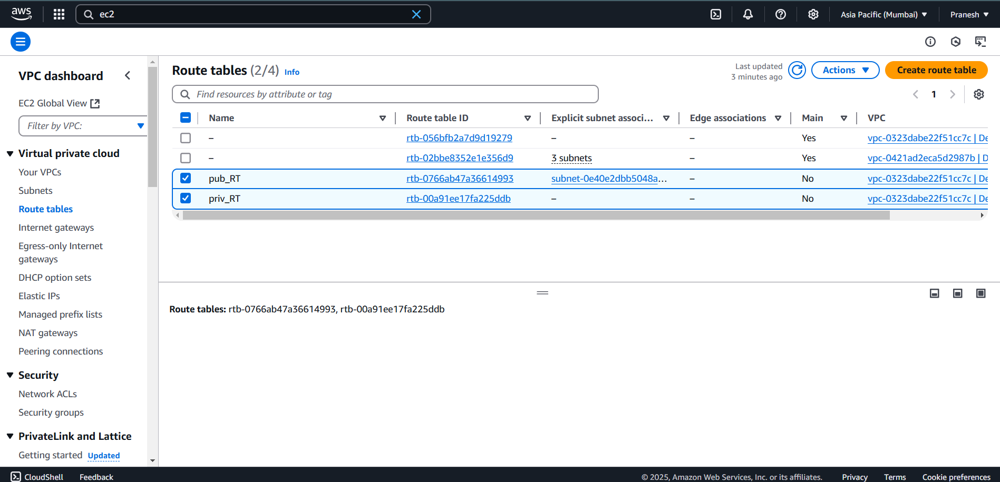 aws
ec2
Asia Pacific (Mumbai)
Pranesh
VPC dashboard
EC2 Global View
Filter by VPC:
Virtual private cloud
Your VPCs
Subnets
Route tables
Internet gateways
Egress-only Internet
gateways
DHCP option sets
Elastic IPs
Managed prefix lists
NAT gateways
Peering connections
Security
Network ACLs
Security groups
PrivateLink and Lattice
Getting started Updated
Route tables (2/4) Info
Last updated
3 minutes ago
Actions
Create route table
Find resources by attribute or tag
1
Name Route table ID Explicit subnet associ... Edge associations Main VPC
– rtb-056bfb2a7d9d19279 – – Yes vpc-0323dabe22f51cc7c | De
– rtb-02bbe8352e1e356d9 3 subnets – Yes vpc-0421ad2eca5d2987b | D
pub_RT rtb-0766ab47a36614993 subnet-0e40e2dbb5048a... – No vpc-0323dabe22f51cc7c | De
priv_RT rtb-00a91ee17fa225ddb – – No vpc-0323dabe22f51cc7c | De
Route tables: rtb-0766ab47a36614993, rtb-00a91ee17fa225ddb
CloudShell Feedback © 2025, Amazon Web Services, Inc. or its affiliates. Privacy Terms Cookie preferences